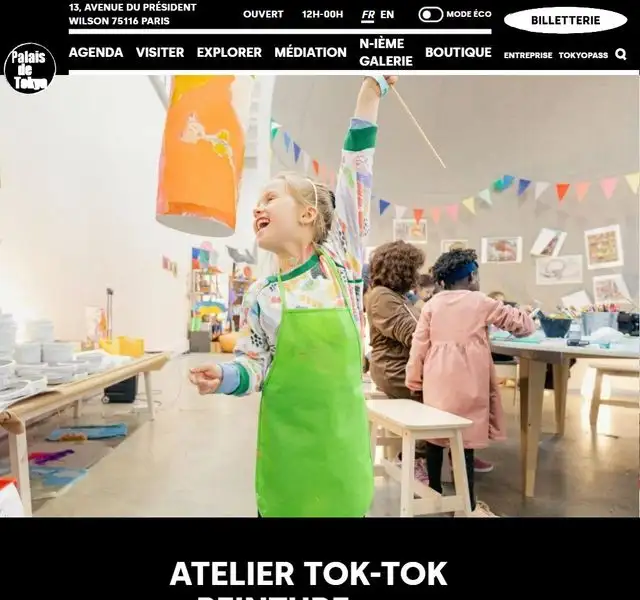 13, AVENUE DU PRÉSIDENT
WILSON 75116 PARIS
OUVERT
12H-00H
FR EN
MODE ÉCO
BILLETTERIE
Palais
de
Tokyo
AGENDA
VISITER
EXPLORER
MÉDIATION
N-IÈME
GALERIE
BOUTIQUE
ENTREPRISE
TOKYOPASS
ATELIER TOK-TOK
PEINTURE